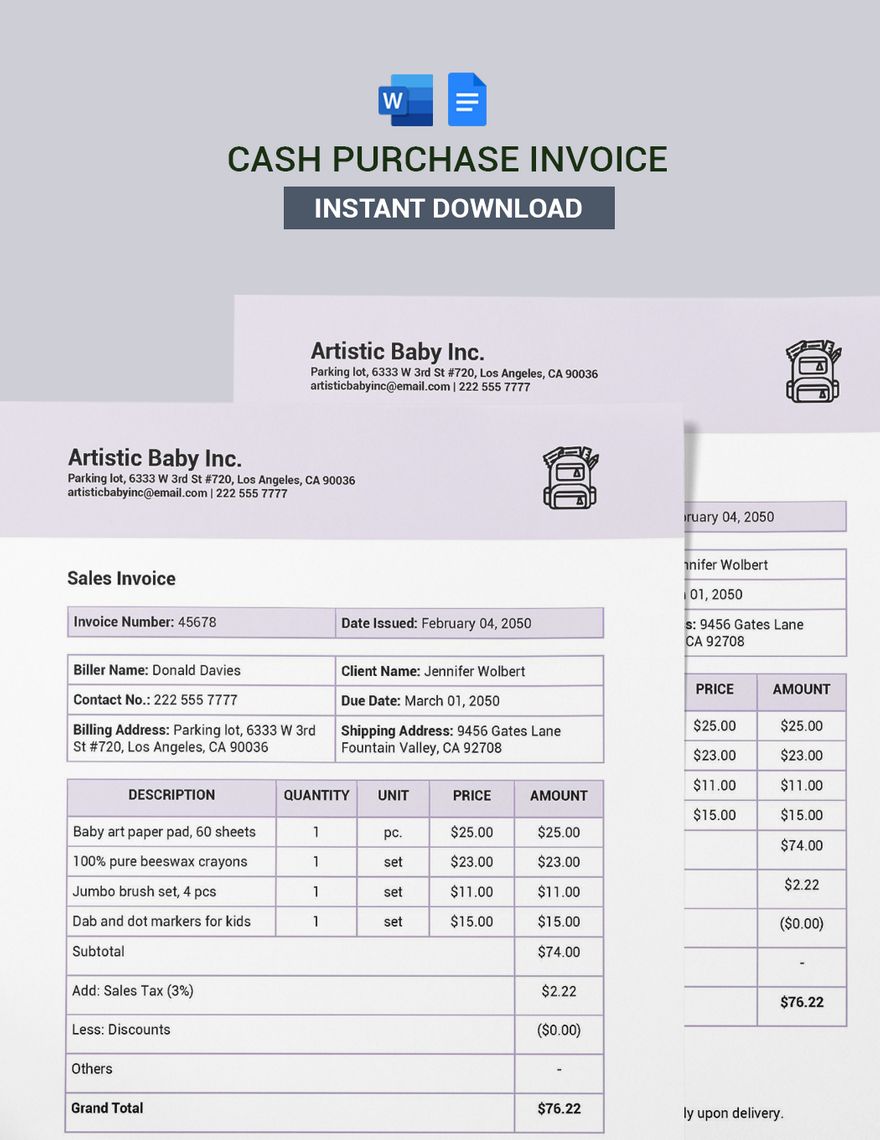 W
CASH PURCHASE INVOICE
INSTANT DOWNLOAD
Artistic Baby Inc.
Parking lot, 6333 W 3rd St #720, Los Angeles, CA 90036
artisticbabyinc@email.com | 222 555 7777
Artistic Baby Inc.
Parking lot, 6333 W 3rd St #720, Los Angeles, CA 90036
artisticbabyinc@email.com | 222 555 7777
Sales Invoice
Invoice Number: 45678 Date Issued: February 04, 2050
Biller Name: Donald Davies Client Name: Jennifer Wolbert
Contact No.: 222 555 7777 Due Date: March 01, 2050
Billing Address: Parking lot, 6333 W 3rd Shipping Address: 9456 Gates Lane
St #720, Los Angeles, CA 90036 Fountain Valley, CA 92708
DESCRIPTION QUANTITY UNIT PRICE AMOUNT
Baby art paper pad, 60 sheets 1 pc. $25.00 $25.00
100% pure beeswax crayons 1 set $23.00 $23.00
Jumbo brush set, 4 pcs 1 set $11.00 $11.00
Dab and dot markers for kids 1 set $15.00 $15.00
Subtotal $74.00
Add: Sales Tax (3%) $2.22
Less: Discounts ($0.00)
Others -
Grand Total $76.22
ruary 04, 2050
nnifer Wolbert
01, 2050
s: 9456 Gates Lane
CA 92708
PRICE AMOUNT
$25.00 $25.00
$23.00 $23.00
$11.00 $11.00
$15.00 $15.00
$74.00
$2.22
($0.00)
-
$76.22
ly upon delivery.